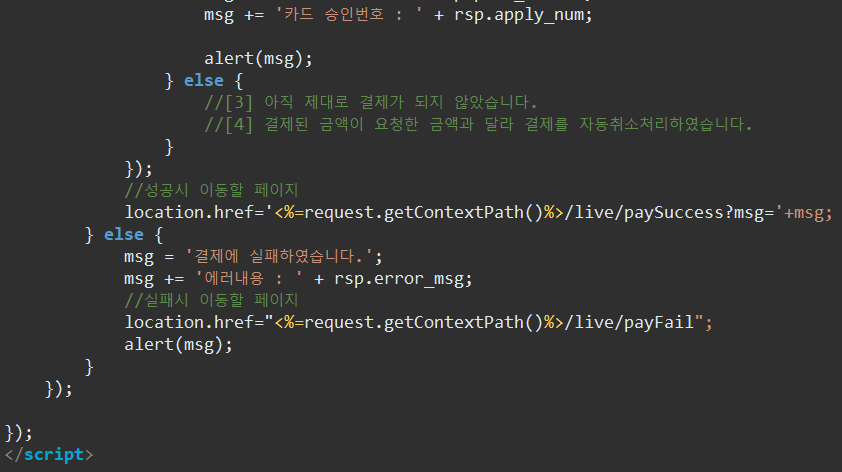 msg += '카드 승인번호 : ' + rsp.apply_num;
alert(msg);
} else {
//[3] 아직 제대로 결제가 되지 않았습니다.
//[4] 결제된 금액이 요청한 금액과 달라 결제를 자동취소처리하였습니다.
}
});
//성공시 이동할 페이지
location.href='<%=request.getContextPath()%>/live/paySuccess?msg='+msg;
} else {
msg = '결제에 실패하였습니다.';
msg += '에러내용 : ' + rsp.error_msg;
//실패시 이동할 페이지
location.href="<%=request.getContextPath()%>/live/payFail";
alert(msg);
}
});
});
</script>